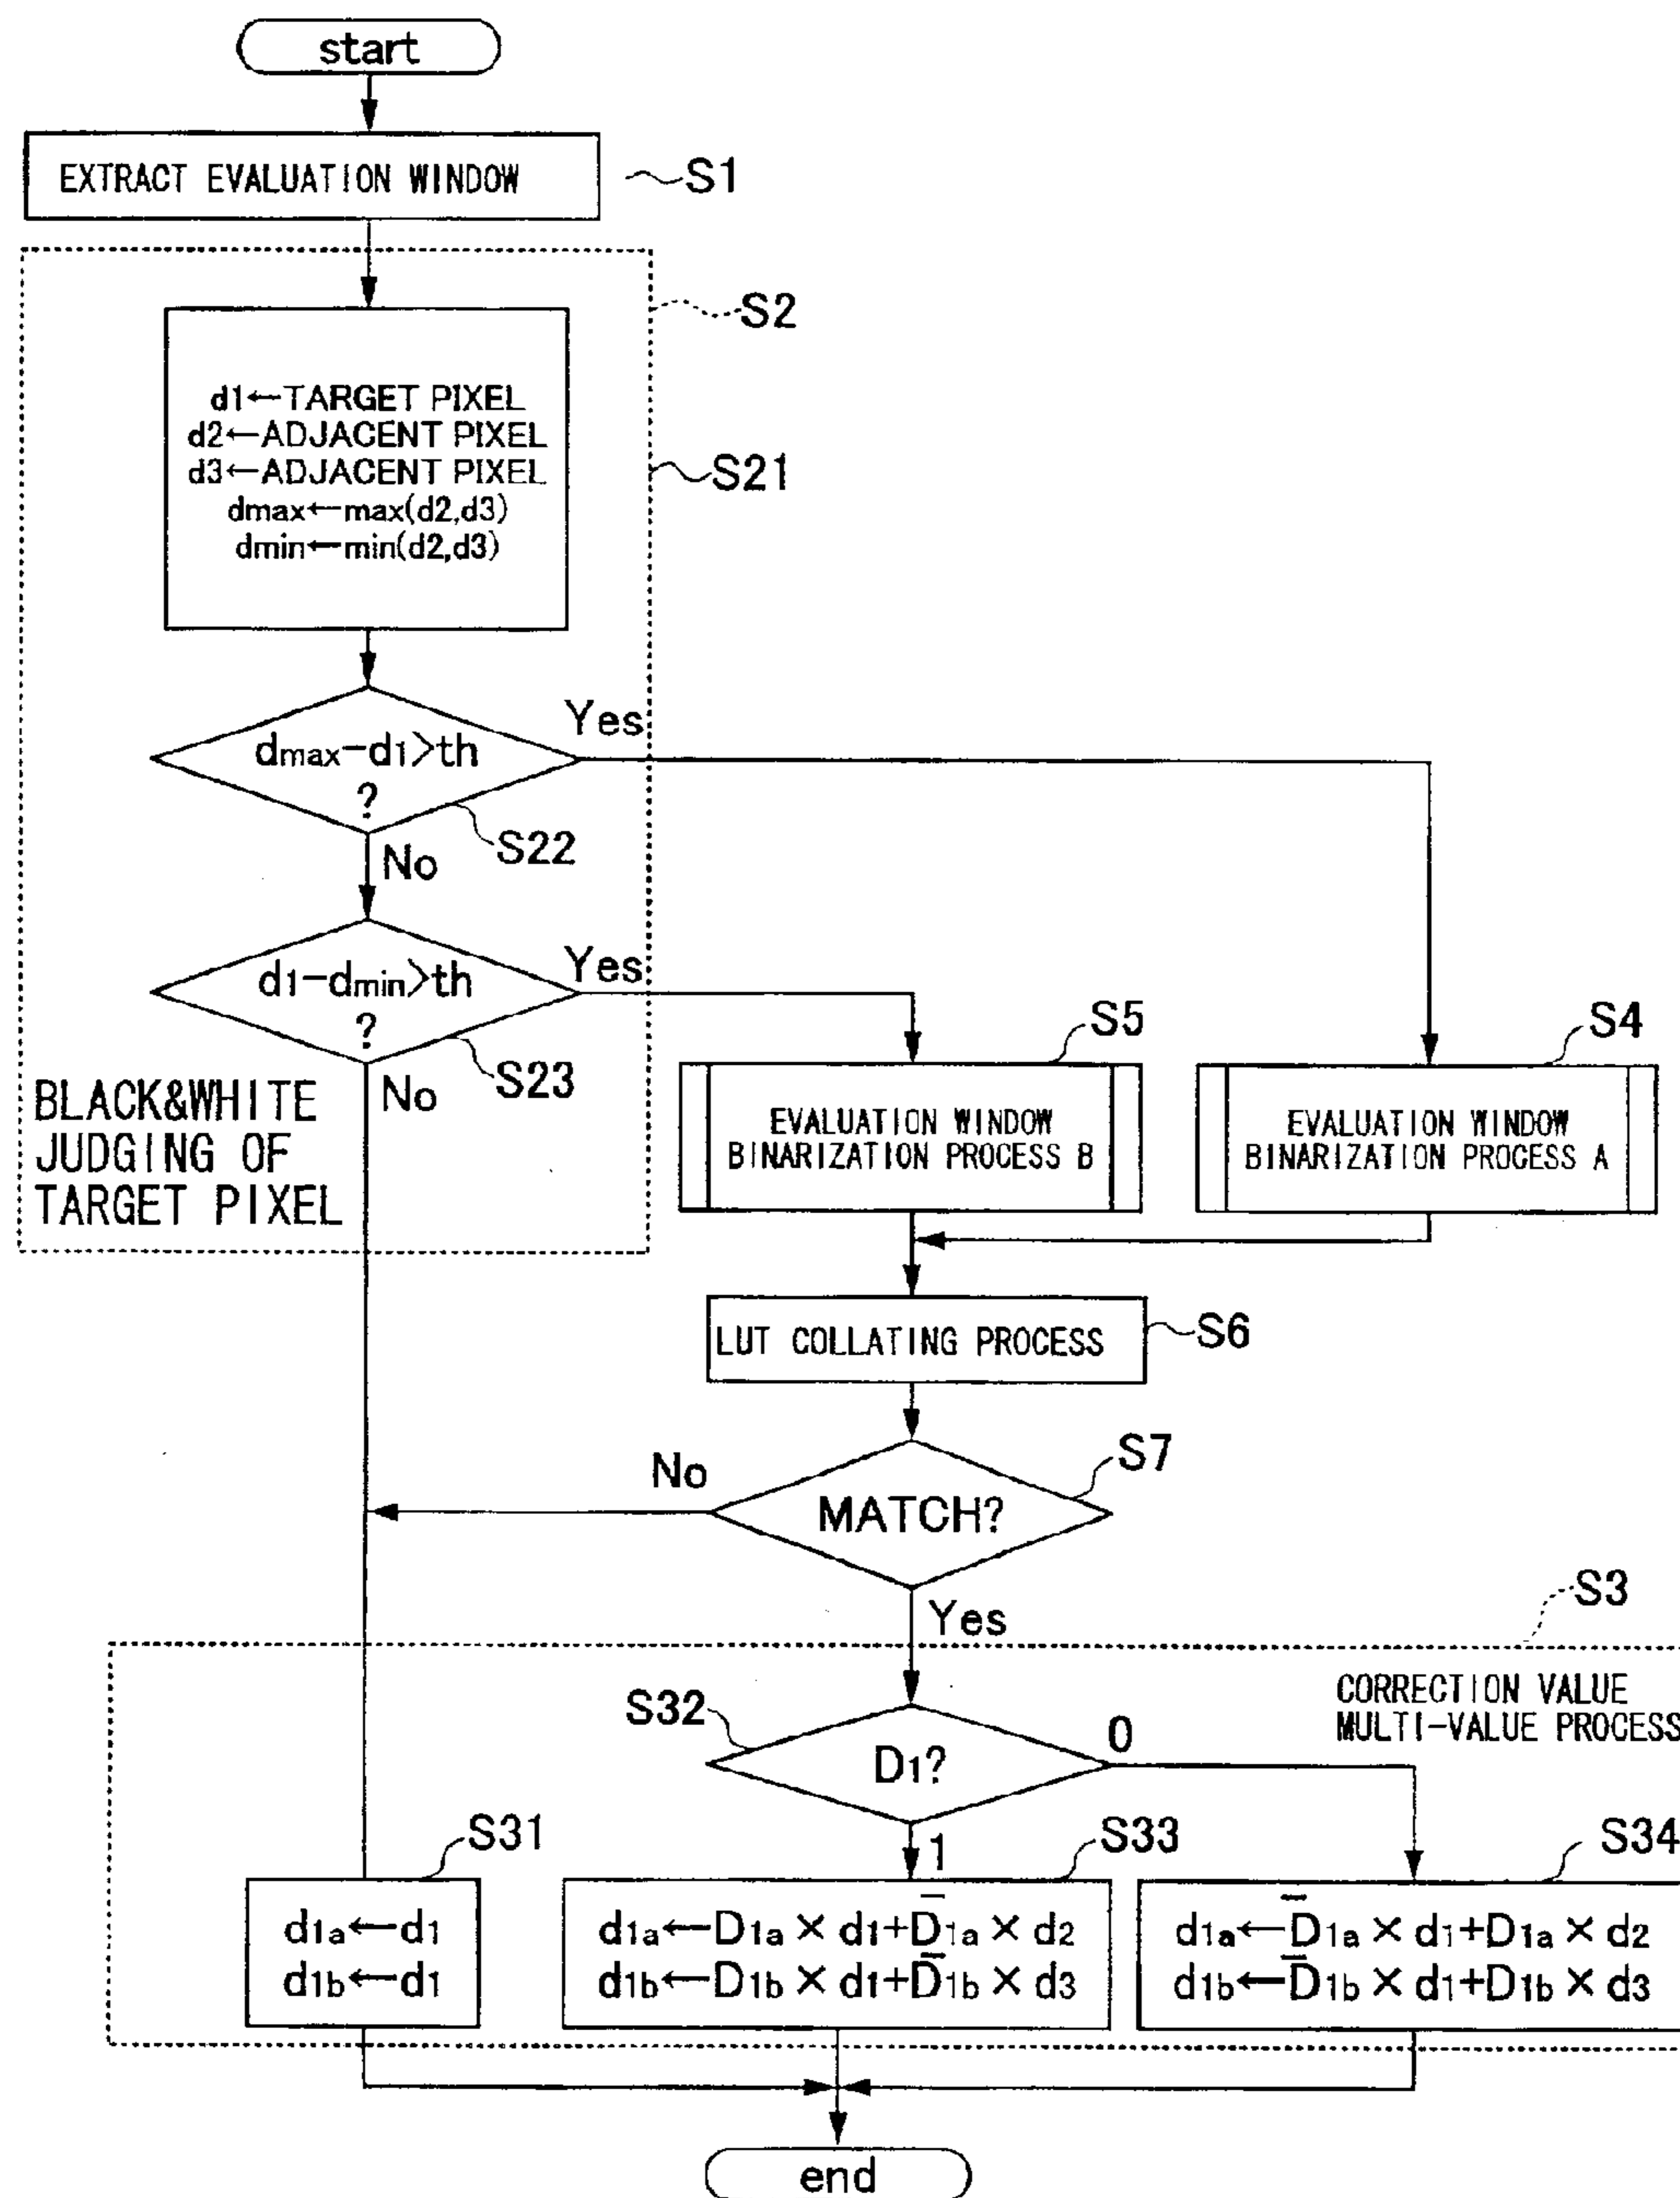 start
EXTRACT EVALUATION WINDOW
S1
S2
d1←TARGET PIXEL
d2←ADJACENT PIXEL
d3←ADJACENT PIXEL
dmax←max(d2,d3)
dmin←min(d2,d3)
S21
dmax−d1>th
?
Yes
S22
No
d1−dmin>th
?
Yes
S23
No
BLACK&WHITE
JUDGING OF
TARGET PIXEL
S5
EVALUATION WINDOW
BINARIZATION PROCESS B
S4
EVALUATION WINDOW
BINARIZATION PROCESS A
LUT COLLATING PROCESS
S6
MATCH?
S7
No
Yes
S3
CORRECTION VALUE
MULTI-VALUE PROCESS
S32
D1?
0
1
S31
d1a←d1
d1b←d1
S33
d1a←D1a × d1+D̅1a × d2
d1b←D1b × d1+D̅1b × d3
S34
d1a←D̅1a × d1+D1a × d2
d1b←D̅1b × d1+D1b × d3
end